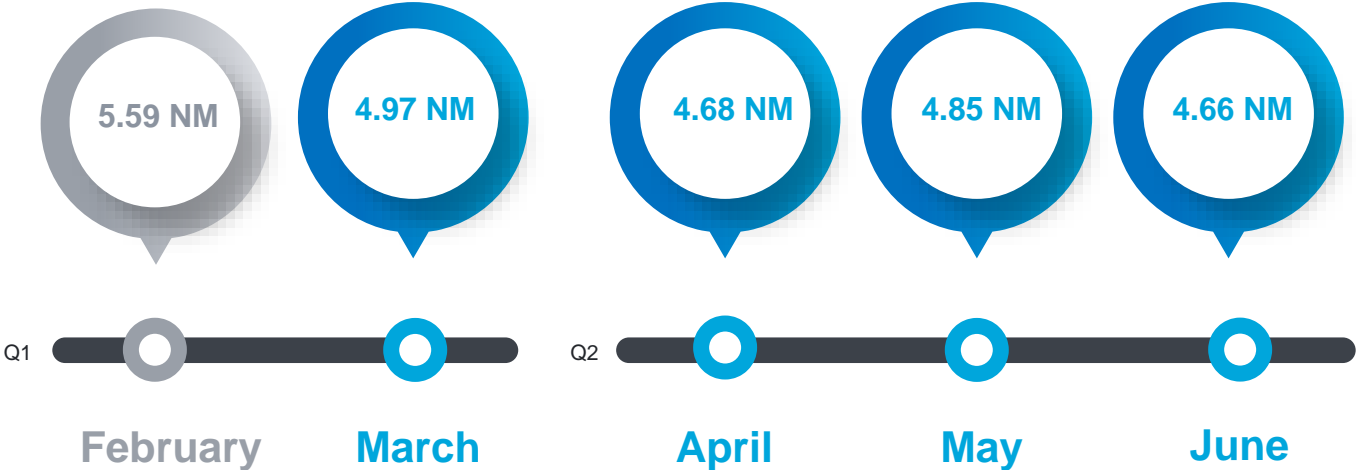 5.59 NM
4.97 NM
4.68 NM
4.85 NM
4.66 NM
Q1
Q2
February
March
April
May
June